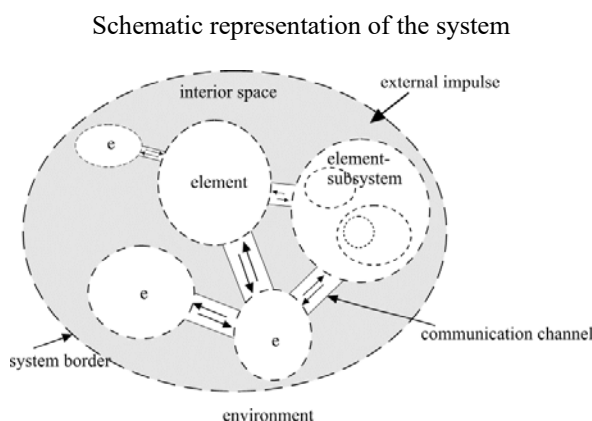 Schematic representation of the system
external impulse
interior space
e
element
element-
subsystem
e
e
communication channel
system border
environment